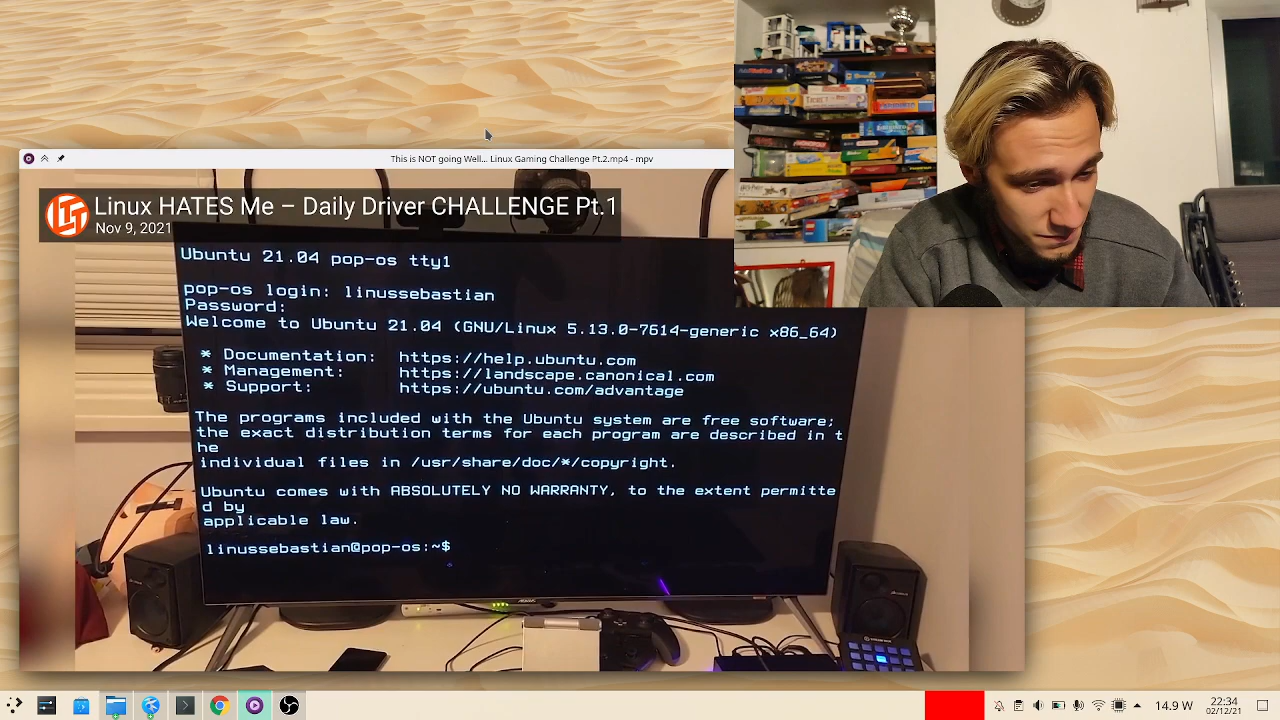 This is NOT going Well... Linux Gaming Challenge Pt.2.mp4 - mpv
Linux HATES Me – Daily Driver CHALLENGE Pt.1
Nov 9, 2021
Ubuntu 21.04 pop-os tty1
pop-os login: linussebastian
Password:
Welcome to Ubuntu 21.04 (GNU/Linux 5.13.0-7614-generic x86_64)
* Documentation: https://help.ubuntu.com
* Management: https://landscape.canonical.com
* Support: https://ubuntu.com/advantage
The programs included with the Ubuntu system are free software;
the exact distribution terms for each program are described in t
he
individual files in /usr/share/doc/*/copyright.
Ubuntu comes with ABSOLUTELY NO WARRANTY, to the extent permitte
d by
applicable law.
linussebastian@pop-os:~$
14.9 W
22:34
02/12/21